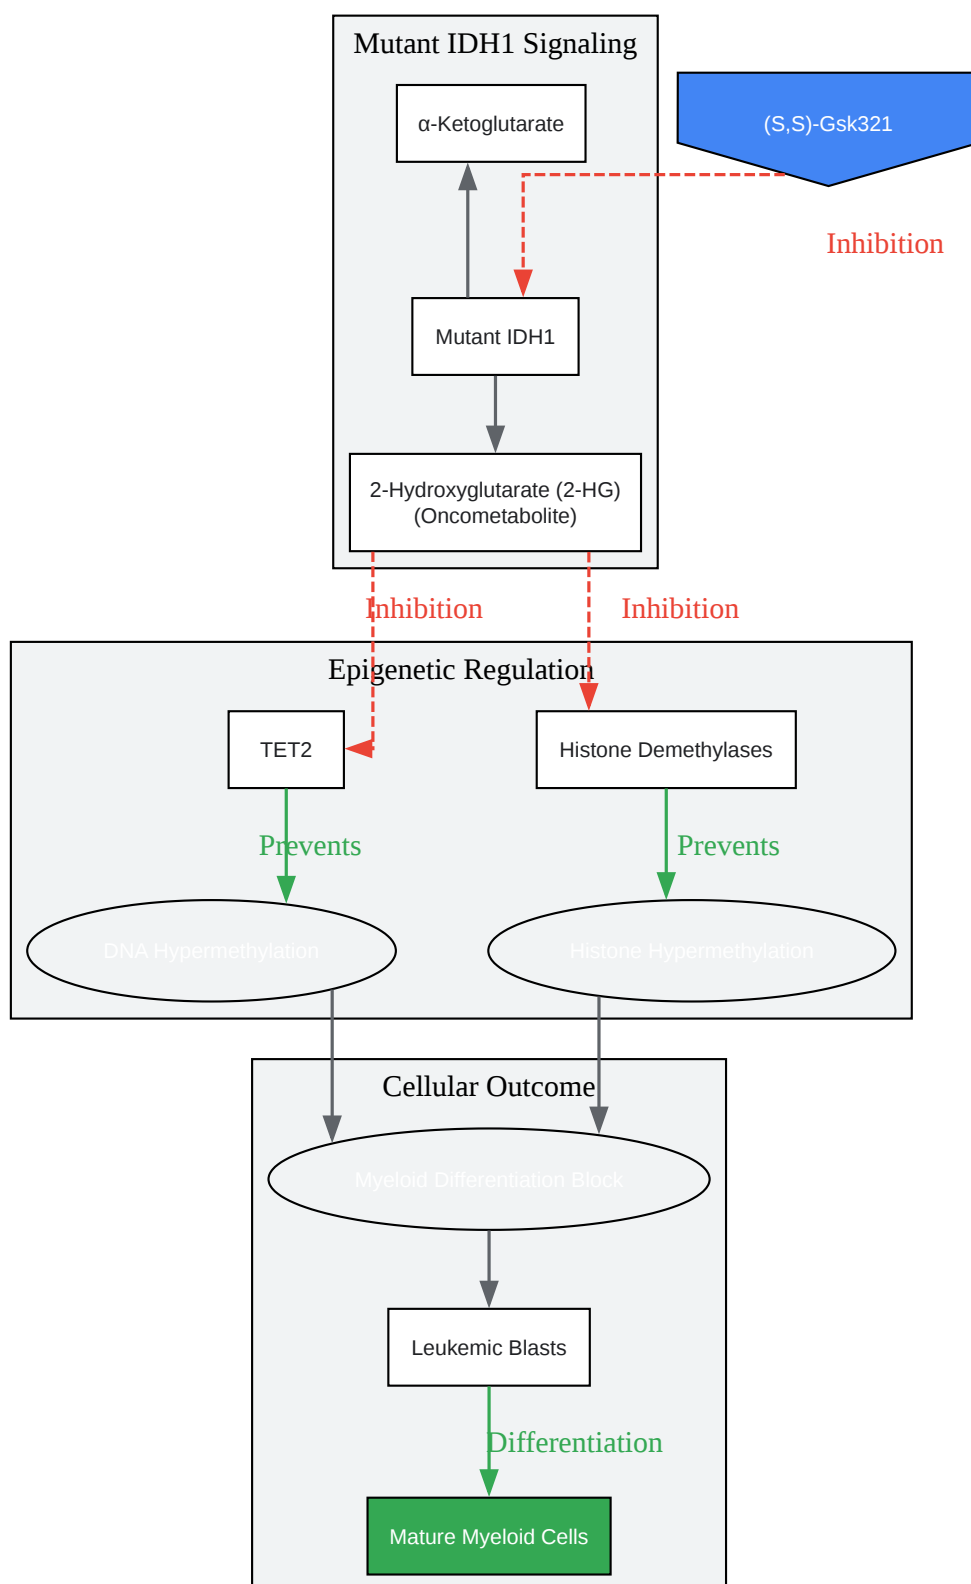 Mutant IDH1 Signaling
α-Ketoglutarate
(S,S)-Gsk321
Inhibition
Mutant IDH1
2-Hydroxyglutarate (2-HG)
(Oncometabolite)
Inhibition
Inhibition
Epigenetic Regulation
TET2
Histone Demethylases
Prevents
Prevents
DNA Hypermethylation
Histone Hypermethylation
Cellular Outcome
Myeloid Differentiation Block
Leukemic Blasts
Differentiation
Mature Myeloid Cells